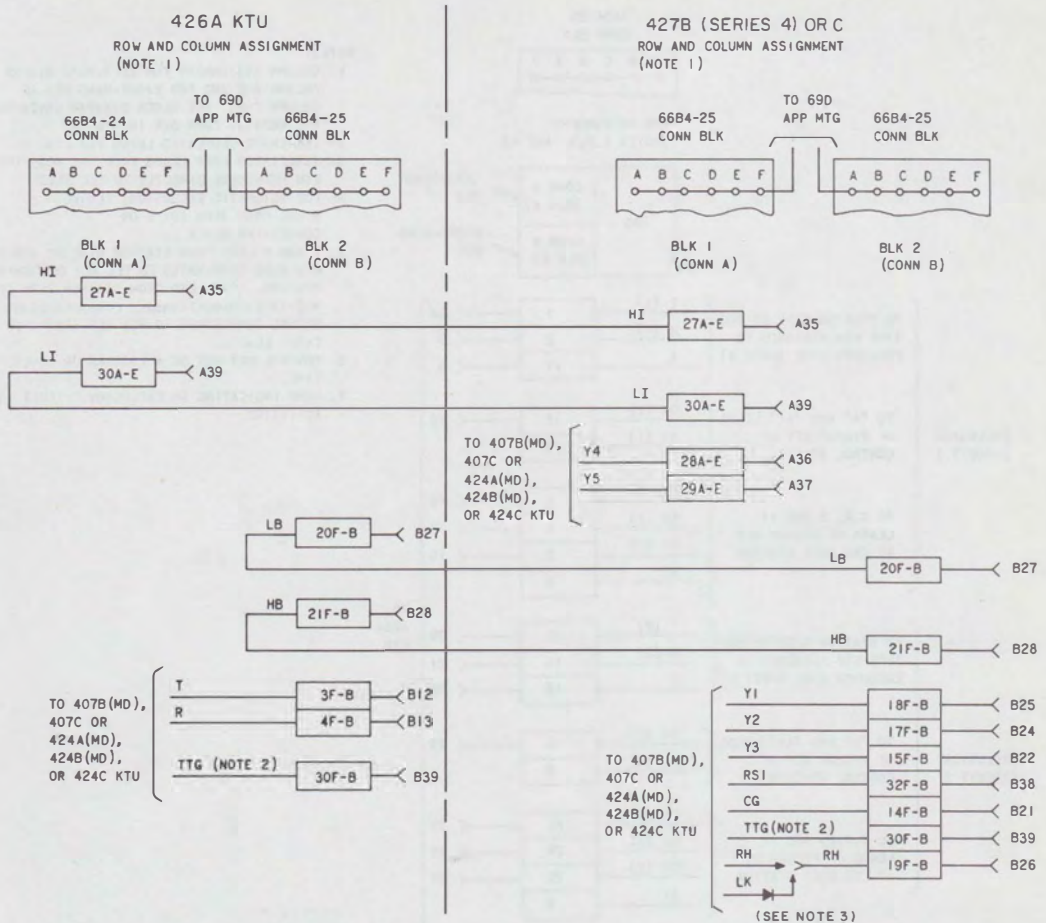 426A KTU
ROW AND COLUMN ASSIGNMENT
(NOTE 1)
TO 69D
APP MTG
66B4-24
CONN BLK
66B4-25
CONN BLK
A B C D E F
A B C D E F
BLK 1
(CONN A)
BLK 2
(CONN B)
HI
27A-E
A35
LI
30A-E
A39
LB
20F-B
B27
HB
21F-B
B28
TO 407B(MD),
407C OR
424A(MD),
424B(MD),
OR 424C KTU
T
3F-B
B12
R
4F-B
B13
TTG (NOTE 2)
30F-B
B39
427B (SERIES 4) OR C
ROW AND COLUMN ASSIGNMENT
(NOTE 1)
TO 69D
APP MTG
66B4-25
CONN BLK
66B4-25
CONN BLK
A B C D E F
A B C D E F
BLK 1
(CONN A)
BLK 2
(CONN B)
HI
27A-E
A35
LI
30A-E
A39
TO 407B(MD),
407C OR
424A(MD),
424B(MD),
OR 424C KTU
Y4
28A-E
A36
Y5
29A-E
A37
LB
20F-B
B27
HB
21F-B
B28
TO 407B(MD),
407C OR
424A(MD),
424B(MD),
OR 424C KTU
Y1
18F-B
B25
Y2
17F-B
B24
Y3
15F-B
B22
RS1
32F-B
B38
CG
14F-B
B21
TTG(NOTE 2)
30F-B
B39
RH
RH
19F-B
B26
LK
(SEE NOTE 3)